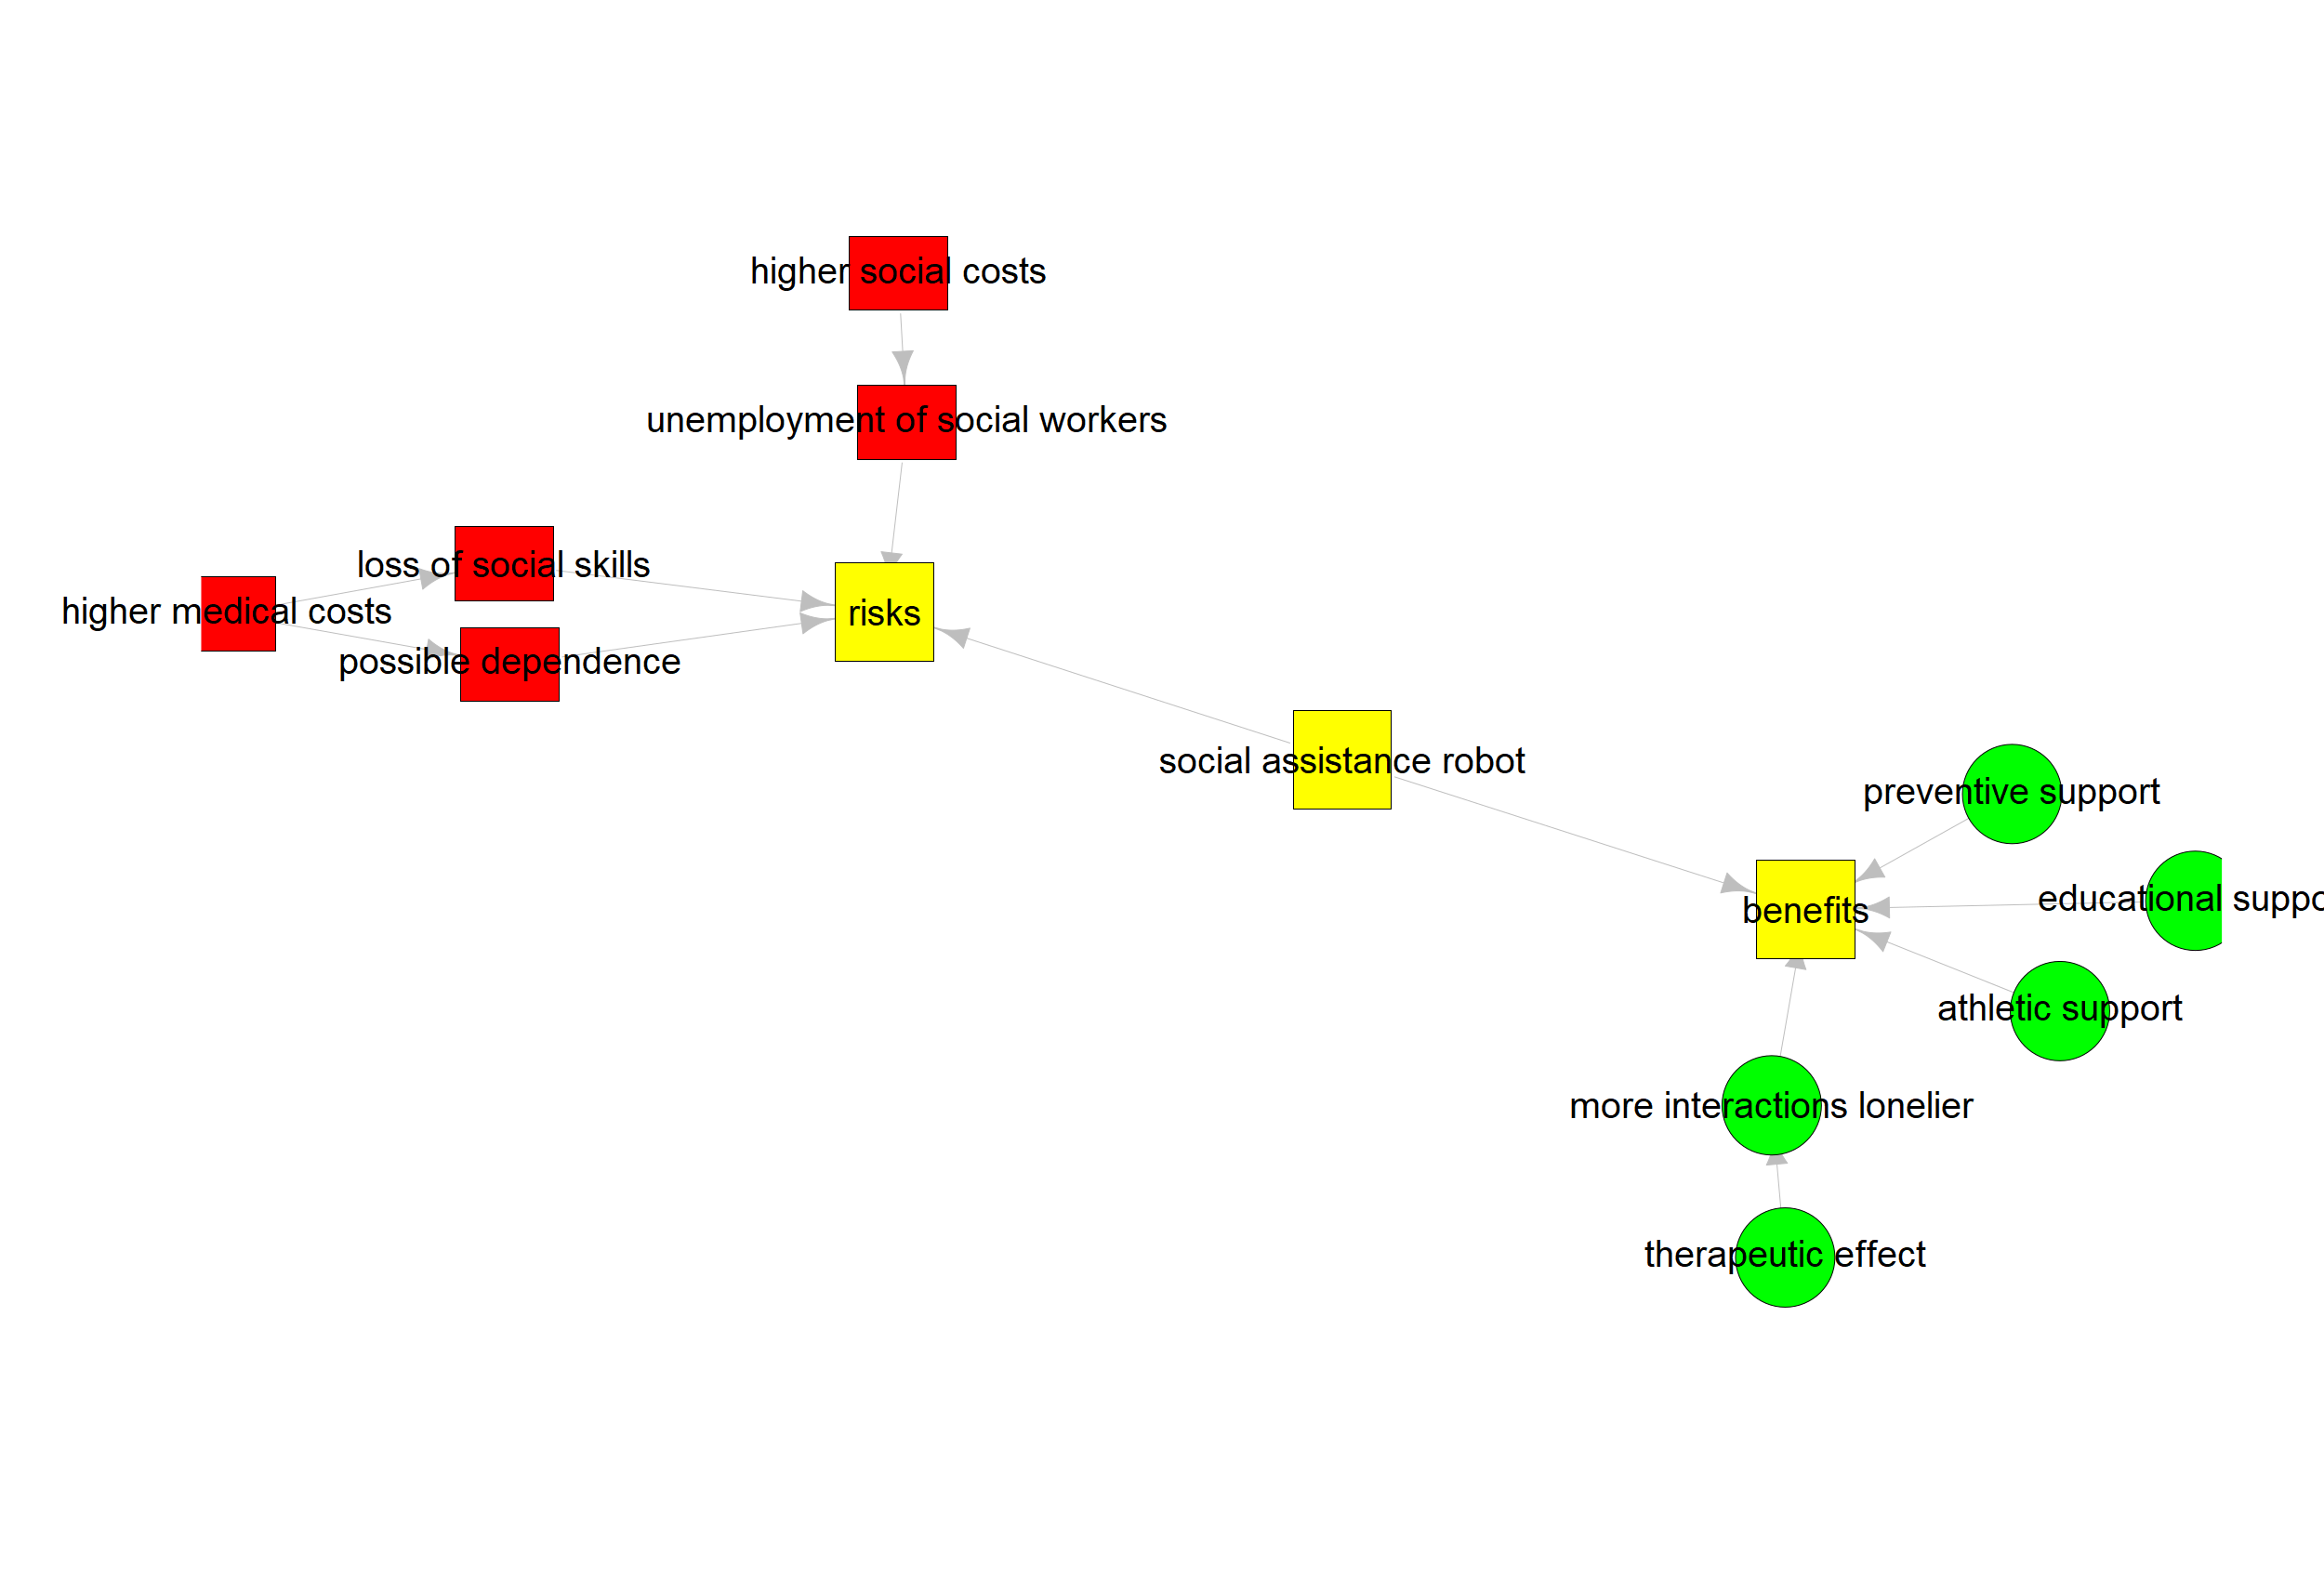 higher social costs
unemployment of social workers
loss of social skills
higher medical costs
risks
possible dependence
social assistance robot
preventive support
educational suppo
benefits
athletic support
more interactions lonelier
therapeutic effect